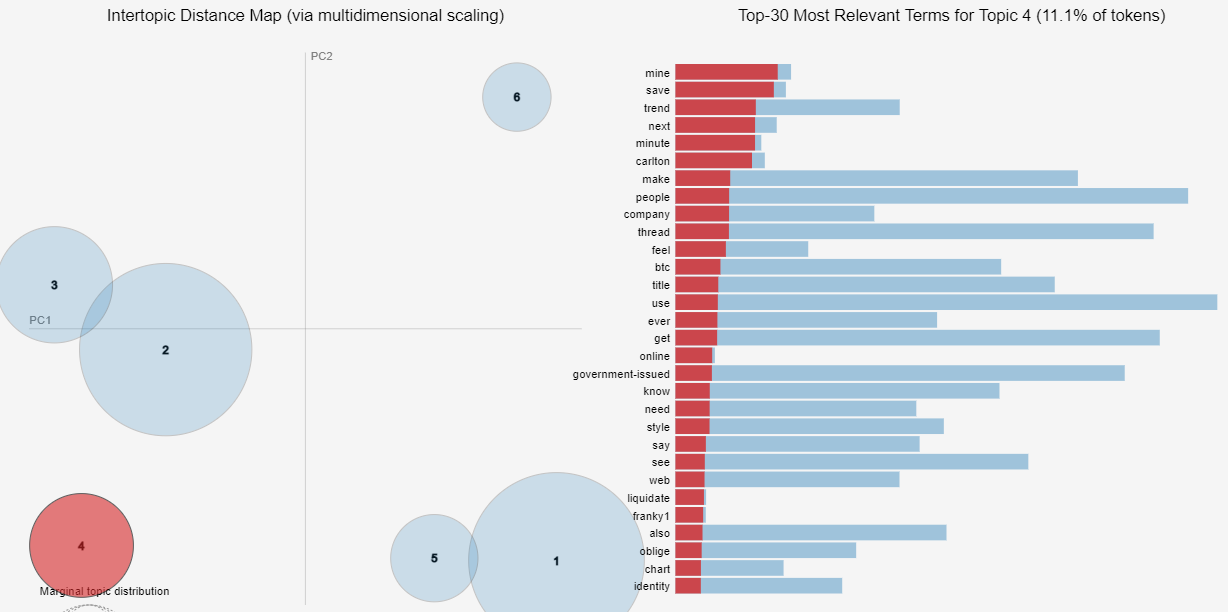 Intertopic Distance Map (via multidimensional scaling)
PC2
6
3
PC1
2
4
5
1
Marginal topic distribution
Top-30 Most Relevant Terms for Topic 4 (11.1% of tokens)
mine
save
trend
next
minute
carlton
make
people
company
thread
feel
btc
title
use
ever
get
online
government-issued
know
need
style
say
see
web
liquidate
franky1
also
oblige
chart
identity